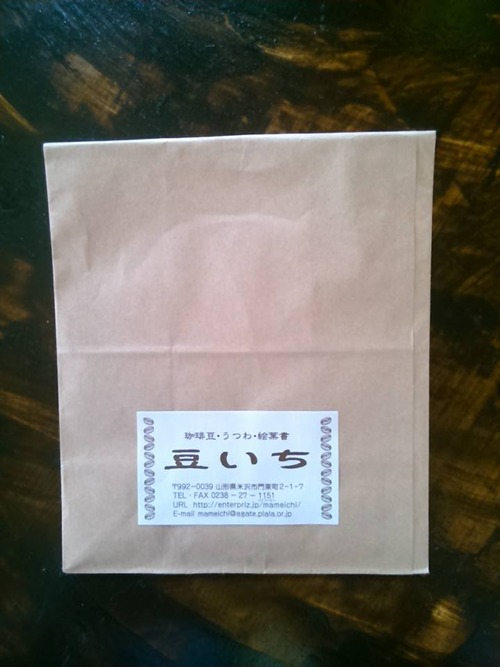 珈琲豆・うつわ・絵葉書
豆いち
〒992-0039 山形県米沢市門東町2-1-7
TEL・FAX 0238-27-1151
URL http://enterpriz.jp/mameichi/
E-mail mameichi@agate.plala.or.jp